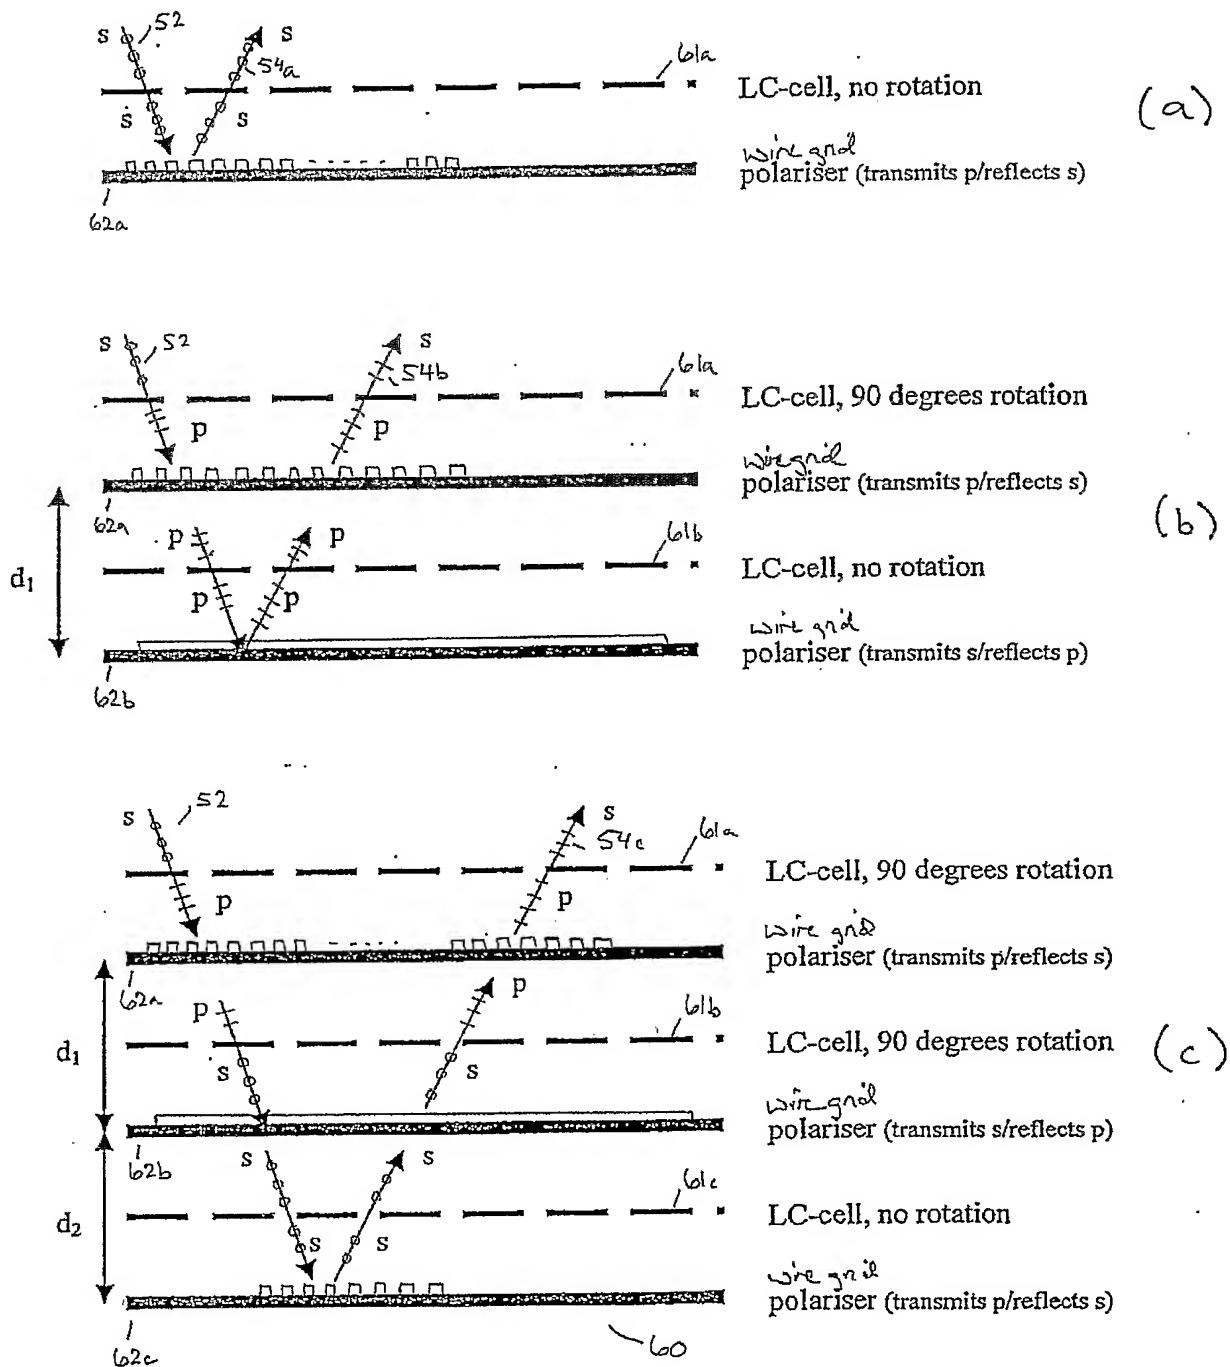 s 52 s
54a 61a
LC-cell, no rotation
(a)
s s
wire grid
polariser (transmits p/reflects s)
62a
s 52 s
54b 61a
LC-cell, 90 degrees rotation
p p
wire grid
polariser (transmits p/reflects s)
62a
(b)
p p 61b
d1
LC-cell, no rotation
p p
wire grid
polariser (transmits s/reflects p)
62b
s 52 s
54c 61a
LC-cell, 90 degrees rotation
p p
wire grid
polariser (transmits p/reflects s)
62a
p p 61b
d1
LC-cell, 90 degrees rotation
(c)
s s
wire grid
polariser (transmits s/reflects p)
62b
s s 61c
d2
LC-cell, no rotation
s s
wire grid
polariser (transmits p/reflects s)
62c 60